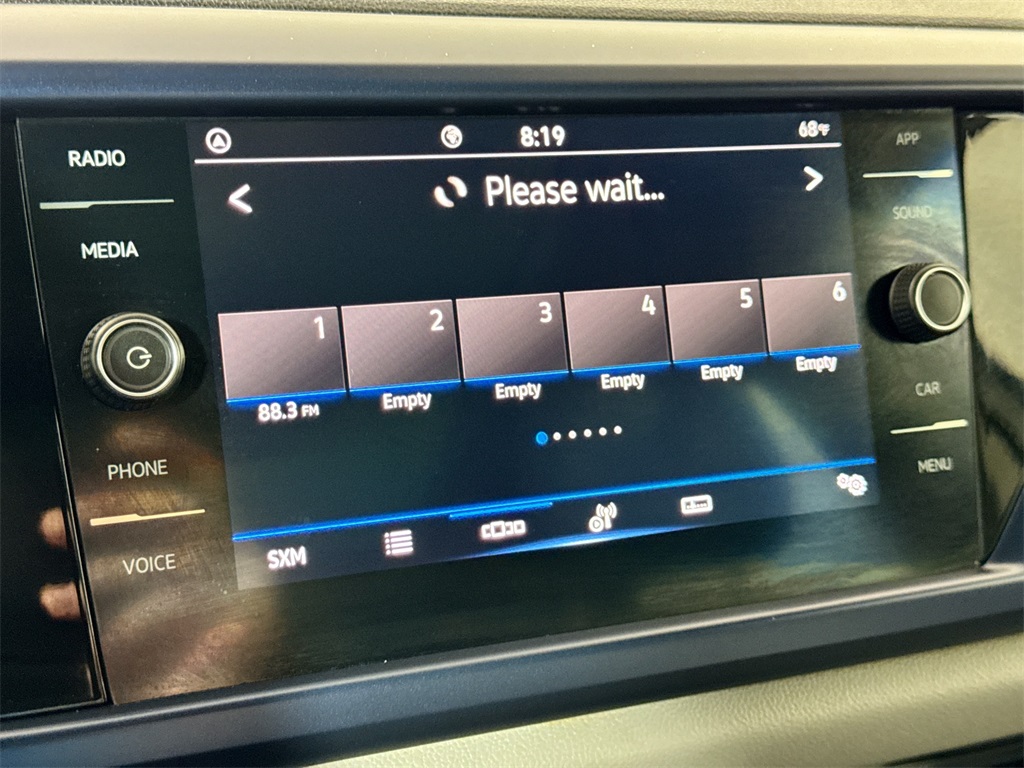 RADIO
MEDIA
PHONE
VOICE
8:19
68°F
< Please wait... >
1
2
3
4
5
6
88.3 FM
Empty
Empty
Empty
Empty
Empty
SXM
APP
SOUND
CAR
MENU